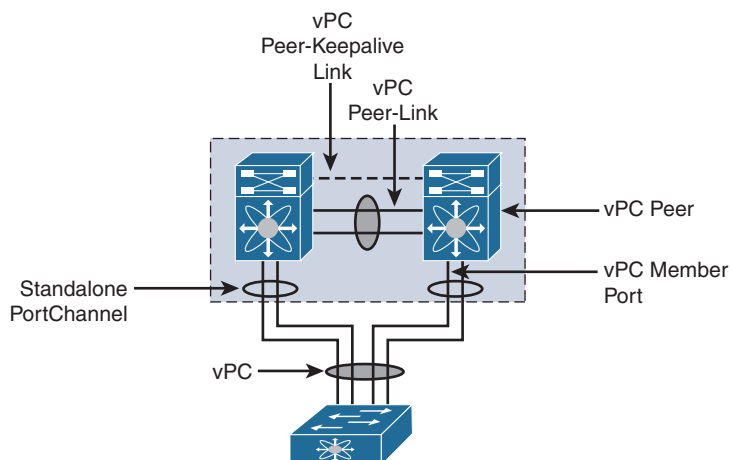 vPC
Peer-Keepalive
Link
vPC
Peer-Link
vPC Peer
vPC Member
Port
Standalone
PortChannel
vPC